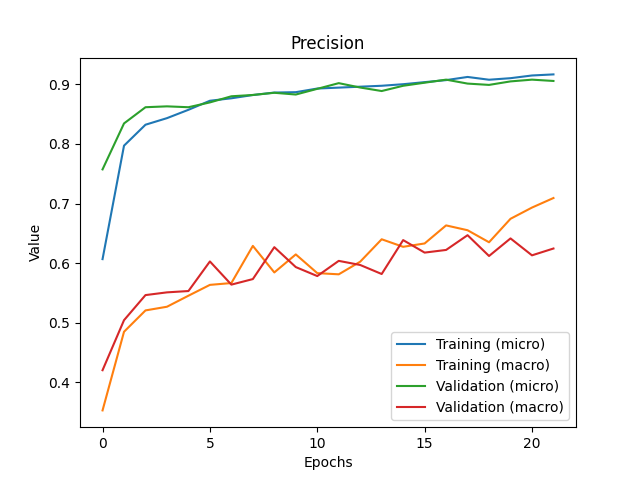 Precision
Value
0.9
0.8
0.7
0.6
0.5
0.4
0 5 10 15 20
Epochs
Training (micro)
Training (macro)
Validation (micro)
Validation (macro)